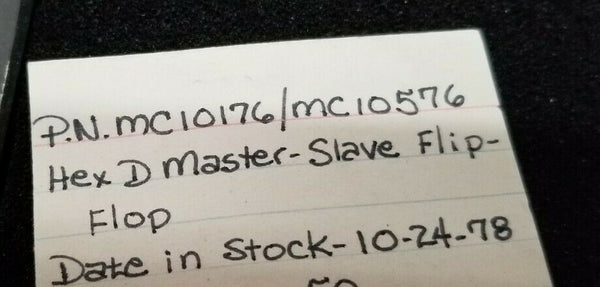 P.N. MC10176/MC10576
Hex D Master-Slave Flip-
Flop
Date in Stock-10-24-78